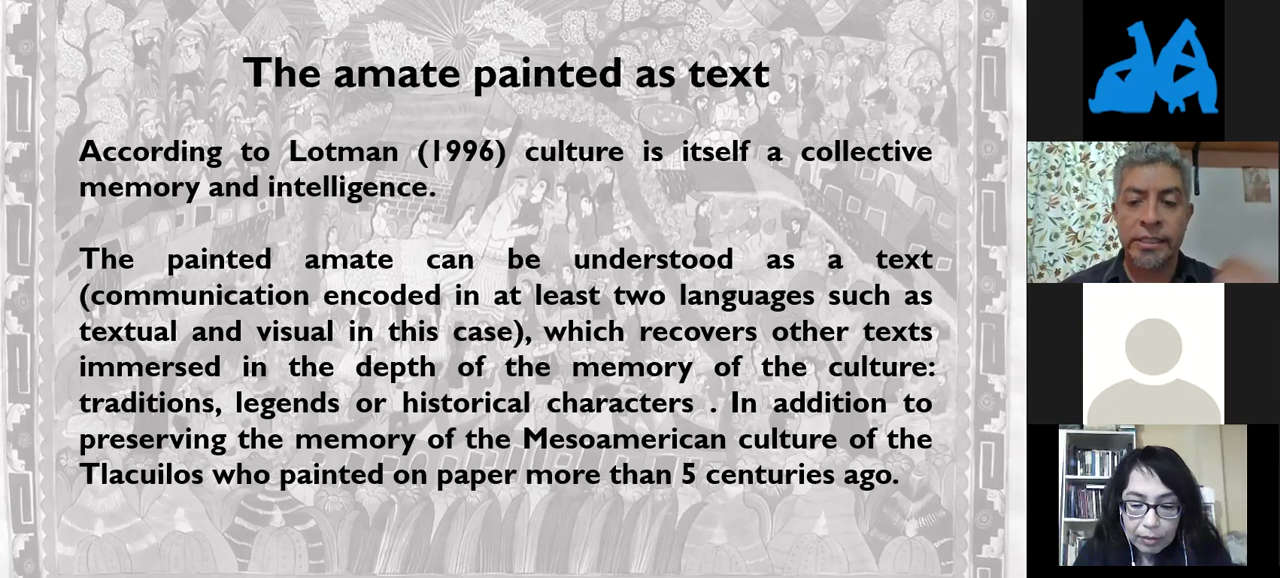 The amate painted as text
According to Lotman (1996) culture is itself a collective
memory and intelligence.
The painted amate can be understood as a text
(communication encoded in at least two languages such as
textual and visual in this case), which recovers other texts
immersed in the depth of the memory of the culture:
traditions, legends or historical characters . In addition to
preserving the memory of the Mesoamerican culture of the
Tlacuilos who painted on paper more than 5 centuries ago.